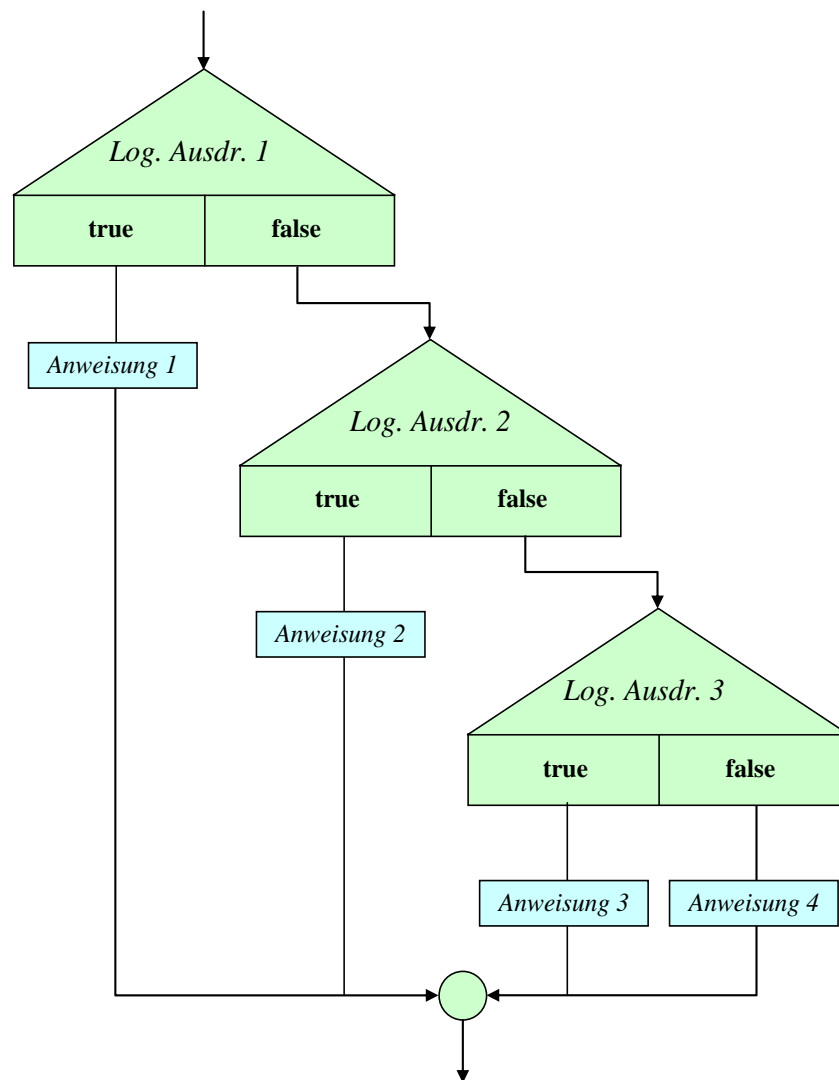 Log. Ausdr. 1
true false
Anweisung 1
Log. Ausdr. 2
true false
Anweisung 2
Log. Ausdr. 3
true false
Anweisung 3 Anweisung 4